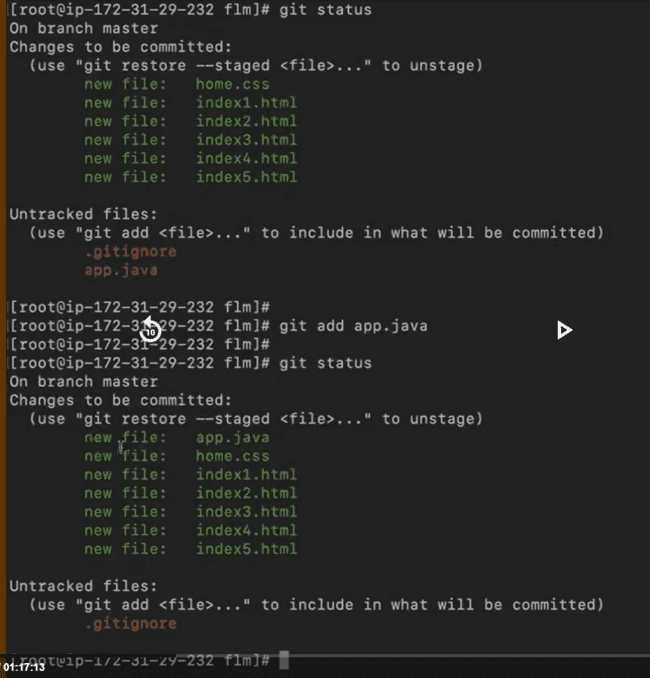 [root@ip-172-31-29-232 flm]# git status
On branch master
Changes to be committed:
  (use "git restore --staged <file>..." to unstage)
        new file:   home.css
        new file:   index1.html
        new file:   index2.html
        new file:   index3.html
        new file:   index4.html
        new file:   index5.html

Untracked files:
  (use "git add <file>..." to include in what will be committed)
        .gitignore
        app.java

[root@ip-172-31-29-232 flm]#
[root@ip-172-31-29-232 flm]# git add app.java
10
[root@ip-172-31-29-232 flm]#
[root@ip-172-31-29-232 flm]# git status
On branch master
Changes to be committed:
  (use "git restore --staged <file>..." to unstage)
        new file:   app.java
        new file:   home.css
        new file:   index1.html
        new file:   index2.html
        new file:   index3.html
        new file:   index4.html
        new file:   index5.html

Untracked files:
  (use "git add <file>..." to include in what will be committed)
        .gitignore

[root@ip-172-31-29-232 flm]#
01:17:13